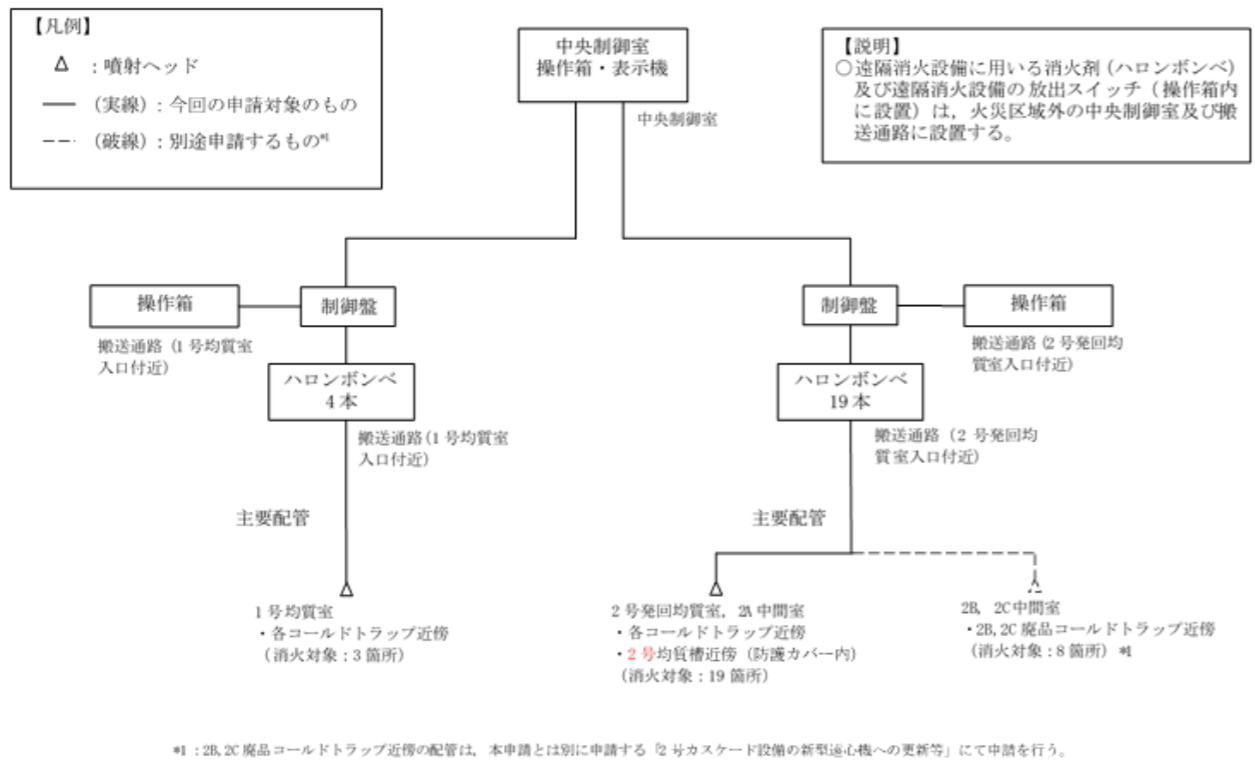 【凡例】
△ ：噴射ヘッド
―― （実線）：今回の申請対象のもの
--- （破線）：別途申請するもの*1
中央制御室
操作箱・表示機
中央制御室
【説明】
○遠隔消火設備に用いる消火剤（ハロンボンベ）
及び遠隔消火設備の放出スイッチ（操作箱内
に設置）は，火災区域外の中央制御室及び搬
送通路に設置する。
操作箱
制御盤
搬送通路（1号均質室
入口付近）
ハロンボンベ
4本
搬送通路（1号均質室
入口付近）
主要配管
1号均質室
・各コールドトラップ近傍
（消火対象：3箇所）
制御盤
操作箱
搬送通路（2号発回均
質室入口付近）
ハロンボンベ
19本
搬送通路（2号発回均
質室入口付近）
主要配管
2号発回均質室，2A中間室
・各コールドトラップ近傍
・2号均質槽近傍（防護カバー内）
（消火対象：19箇所）
2B，2C中間室
・2B,2C廃品コールドトラップ近傍
（消火対象：8箇所）*1
*1：2B,2C廃品コールドトラップ近傍の配管は，本申請とは別に申請する「2号カスケード設備の新型遠心機への更新等」にて申請を行う。